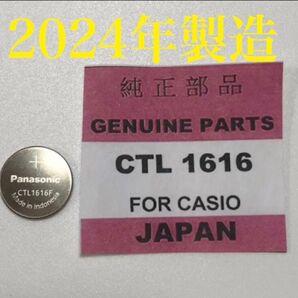 2024年製造
純正部品
GENUINE PARTS
CTL 1616
FOR CASIO
JAPAN
+
Panasonic
CTL1616F
Made in Indonesia